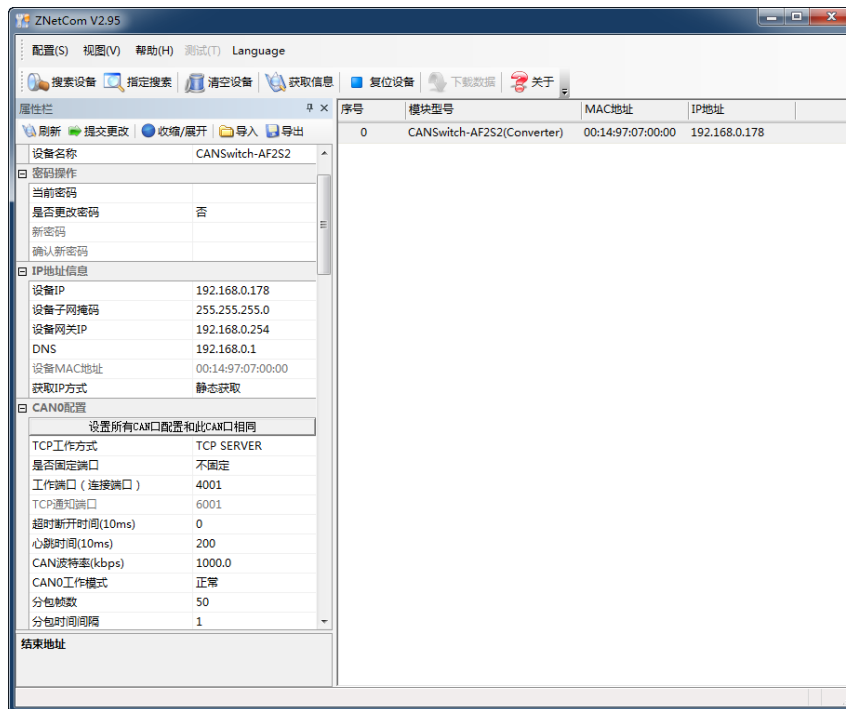 ZNetCom V2.95
配置(S) 视图(V) 帮助(H) 测试(T) Language
搜索设备 指定搜索 清空设备 获取信息 复位设备 下载数据 关于
属性栏
刷新 提交更改 收缩/展开 导入 导出
设备名称 CANSwitch-AF2S2
密码操作
当前密码
是否更改密码 否
新密码
确认新密码
IP地址信息
设备IP 192.168.0.178
设备子网掩码 255.255.255.0
设备网关IP 192.168.0.254
DNS 192.168.0.1
设备MAC地址 00:14:97:07:00:00
获取IP方式 静态获取
CAN0配置
设置所有CAN口配置和此CAN口相同
TCP工作方式 TCP SERVER
是否固定端口 不固定
工作端口（连接端口） 4001
TCP通知端口 6001
超时断开时间(10ms) 0
心跳时间(10ms) 200
CAN波特率(kbps) 1000.0
CAN0工作模式 正常
分包帧数 50
分包时间间隔 1
结束地址
序号 模块型号 MAC地址 IP地址
0 CANSwitch-AF2S2(Converter) 00:14:97:07:00:00 192.168.0.178